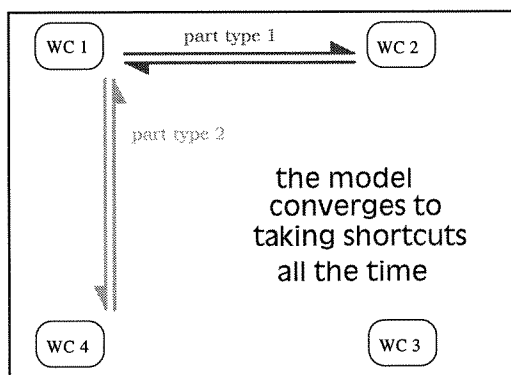 WC 1
part type 1
WC 2
part type 2
the model
converges to
taking shortcuts
all the time
WC 4
WC 3